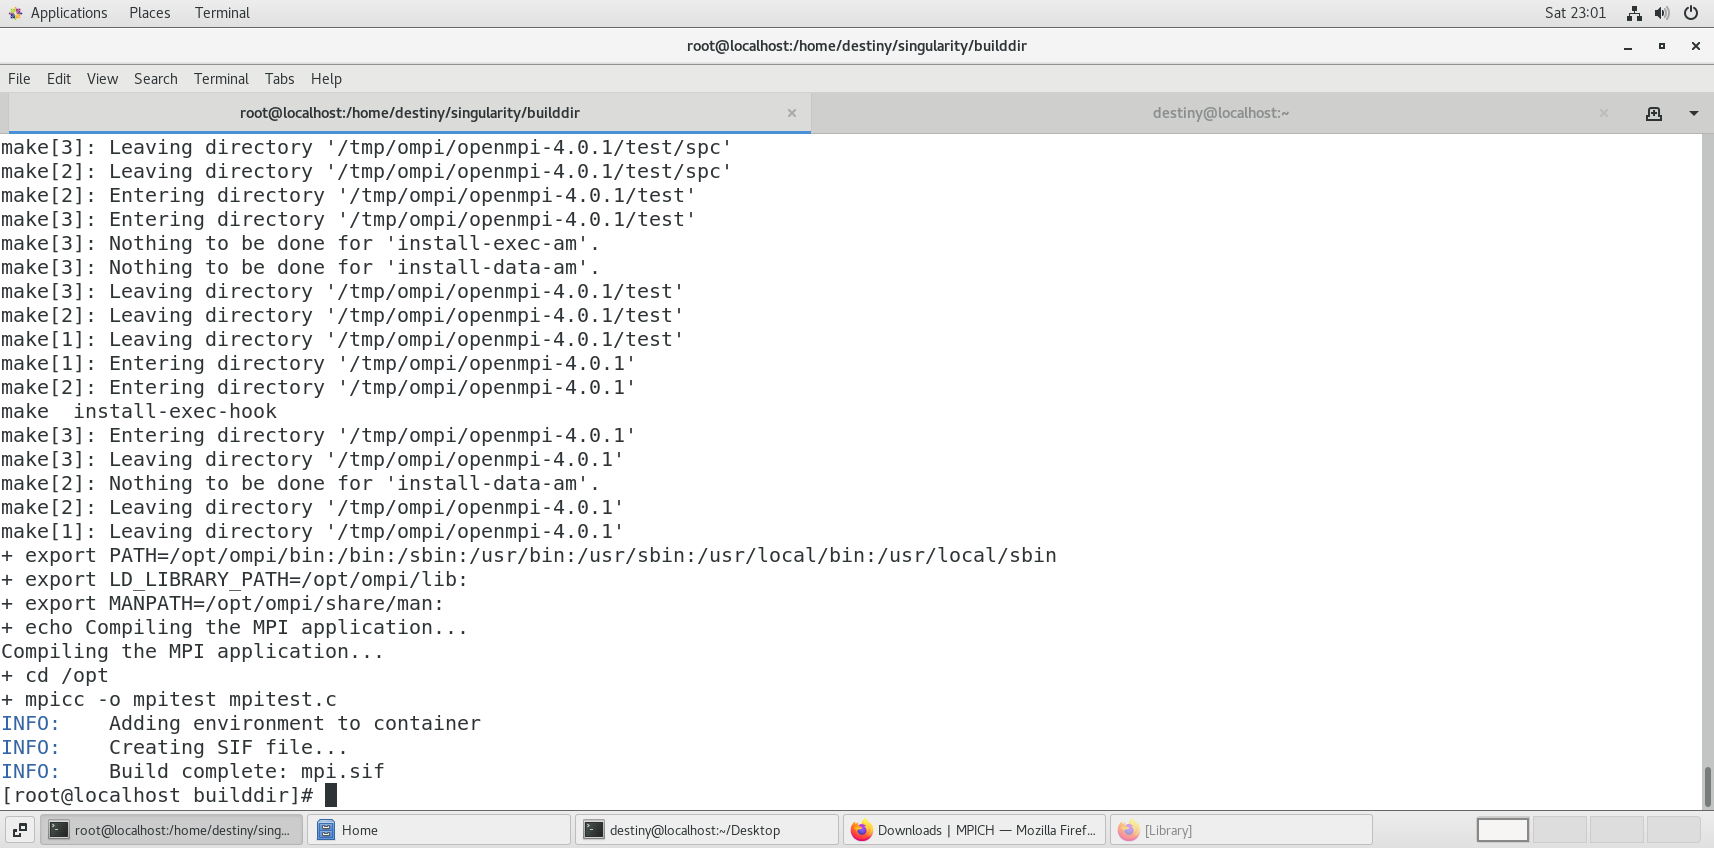 Applications Places Terminal Sat 23:01
root@localhost:/home/destiny/singularity/builddir
File Edit View Search Terminal Tabs Help
root@localhost:/home/destiny/singularity/builddir × destiny@localhost:~ ×
make[3]: Leaving directory '/tmp/ompi/openmpi-4.0.1/test/spc'
make[2]: Leaving directory '/tmp/ompi/openmpi-4.0.1/test/spc'
make[2]: Entering directory '/tmp/ompi/openmpi-4.0.1/test'
make[3]: Entering directory '/tmp/ompi/openmpi-4.0.1/test'
make[3]: Nothing to be done for 'install-exec-am'.
make[3]: Nothing to be done for 'install-data-am'.
make[3]: Leaving directory '/tmp/ompi/openmpi-4.0.1/test'
make[2]: Leaving directory '/tmp/ompi/openmpi-4.0.1/test'
make[1]: Leaving directory '/tmp/ompi/openmpi-4.0.1/test'
make[1]: Entering directory '/tmp/ompi/openmpi-4.0.1'
make[2]: Entering directory '/tmp/ompi/openmpi-4.0.1'
make  install-exec-hook
make[3]: Entering directory '/tmp/ompi/openmpi-4.0.1'
make[3]: Leaving directory '/tmp/ompi/openmpi-4.0.1'
make[2]: Nothing to be done for 'install-data-am'.
make[2]: Leaving directory '/tmp/ompi/openmpi-4.0.1'
make[1]: Leaving directory '/tmp/ompi/openmpi-4.0.1'
+ export PATH=/opt/ompi/bin:/bin:/sbin:/usr/bin:/usr/sbin:/usr/local/bin:/usr/local/sbin
+ export LD_LIBRARY_PATH=/opt/ompi/lib:
+ export MANPATH=/opt/ompi/share/man:
+ echo Compiling the MPI application...
Compiling the MPI application...
+ cd /opt
+ mpicc -o mpitest mpitest.c
INFO:    Adding environment to container
INFO:    Creating SIF file...
INFO:    Build complete: mpi.sif
[root@localhost builddir]#
root@localhost:/home/destiny/sing... Home destiny@localhost:~/Desktop Downloads | MPICH — Mozilla Firef... [Library]